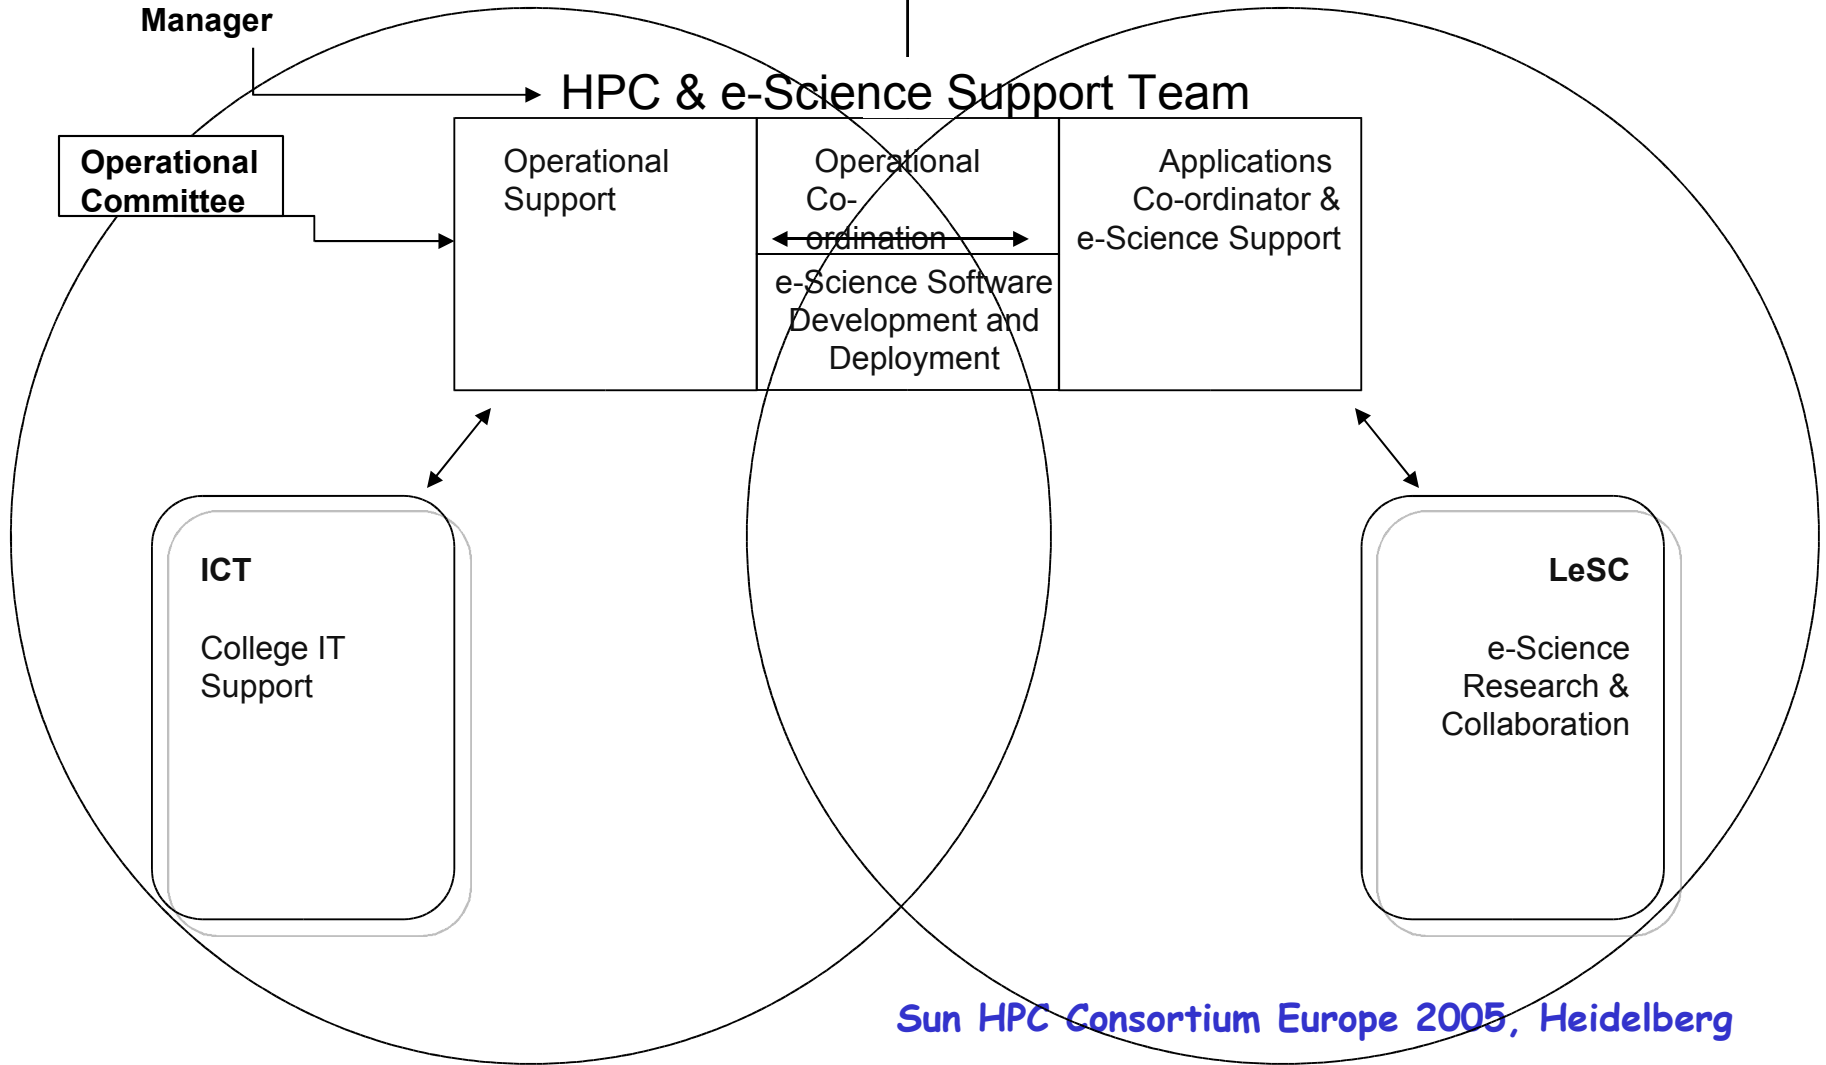 Manager
HPC & e-Science Support Team
Operational
Committee
Operational
Support
Operational
Co-
ordination
e-Science Software
Development and
Deployment
Applications
Co-ordinator &
e-Science Support
ICT
College IT
Support
LeSC
e-Science
Research &
Collaboration
Sun HPC Consortium Europe 2005, Heidelberg